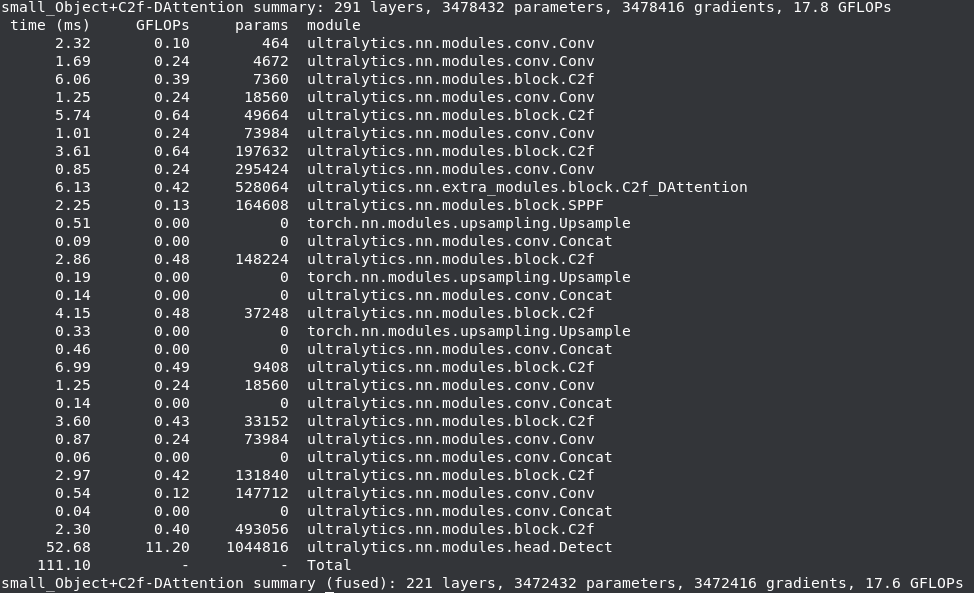 small_Object+C2f-DAttention summary: 291 layers, 3478432 parameters, 3478416 gradients, 17.8 GFLOPs
time (ms) GFLOPs params module
2.32 0.10 464 ultralytics.nn.modules.conv.Conv
1.69 0.24 4672 ultralytics.nn.modules.conv.Conv
6.06 0.39 7360 ultralytics.nn.modules.block.C2f
1.25 0.24 18560 ultralytics.nn.modules.conv.Conv
5.74 0.64 49664 ultralytics.nn.modules.block.C2f
1.01 0.24 73984 ultralytics.nn.modules.conv.Conv
3.61 0.64 197632 ultralytics.nn.modules.block.C2f
0.85 0.24 295424 ultralytics.nn.modules.conv.Conv
6.13 0.42 528064 ultralytics.nn.extra_modules.block.C2f_DAttention
2.25 0.13 164608 ultralytics.nn.modules.block.SPPF
0.51 0.00 0 torch.nn.modules.upsampling.Upsample
0.09 0.00 0 ultralytics.nn.modules.conv.Concat
2.86 0.48 148224 ultralytics.nn.modules.block.C2f
0.19 0.00 0 torch.nn.modules.upsampling.Upsample
0.14 0.00 0 ultralytics.nn.modules.conv.Concat
4.15 0.48 37248 ultralytics.nn.modules.block.C2f
0.33 0.00 0 torch.nn.modules.upsampling.Upsample
0.46 0.00 0 ultralytics.nn.modules.conv.Concat
6.99 0.49 9408 ultralytics.nn.modules.block.C2f
1.25 0.24 18560 ultralytics.nn.modules.conv.Conv
0.14 0.00 0 ultralytics.nn.modules.conv.Concat
3.60 0.43 33152 ultralytics.nn.modules.block.C2f
0.87 0.24 73984 ultralytics.nn.modules.conv.Conv
0.06 0.00 0 ultralytics.nn.modules.conv.Concat
2.97 0.42 131840 ultralytics.nn.modules.block.C2f
0.54 0.12 147712 ultralytics.nn.modules.conv.Conv
0.04 0.00 0 ultralytics.nn.modules.conv.Concat
2.30 0.40 493056 ultralytics.nn.modules.block.C2f
52.68 11.20 1044816 ultralytics.nn.modules.head.Detect
111.10 - - Total
small_Object+C2f-DAttention summary (fused): 221 layers, 3472432 parameters, 3472416 gradients, 17.6 GFLOPs